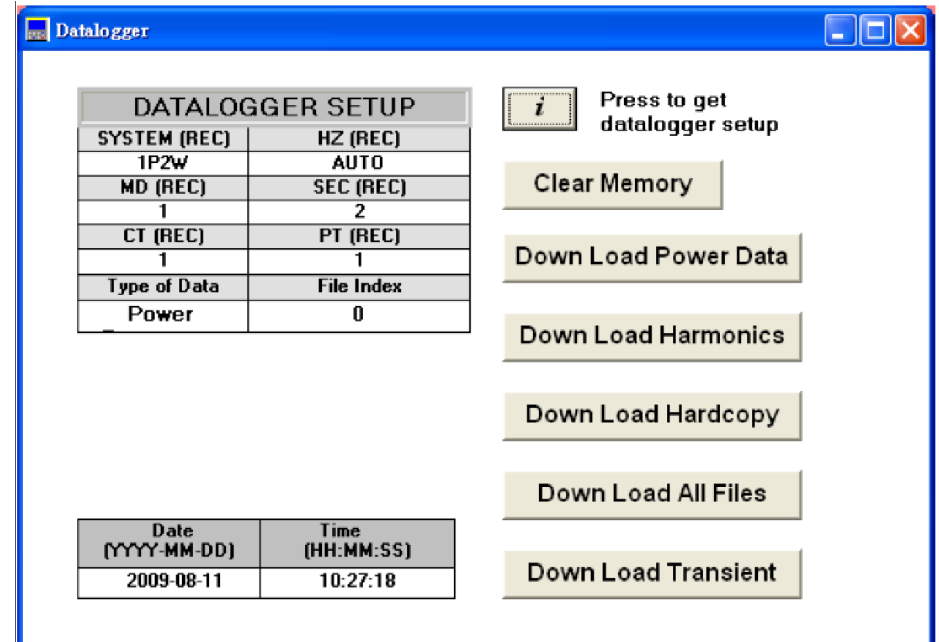 Datalogger
DATALOGGER SETUP
SYSTEM (REC) HZ (REC)
1P2W AUTO
MD (REC) SEC (REC)
1 2
CT (REC) PT (REC)
1 1
Type of Data File Index
Power 0
i Press to get
datalogger setup
Clear Memory
Down Load Power Data
Down Load Harmonics
Down Load Hardcopy
Down Load All Files
Down Load Transient
Date Time
(YYYY-MM-DD) (HH:MM:SS)
2009-08-11 10:27:18